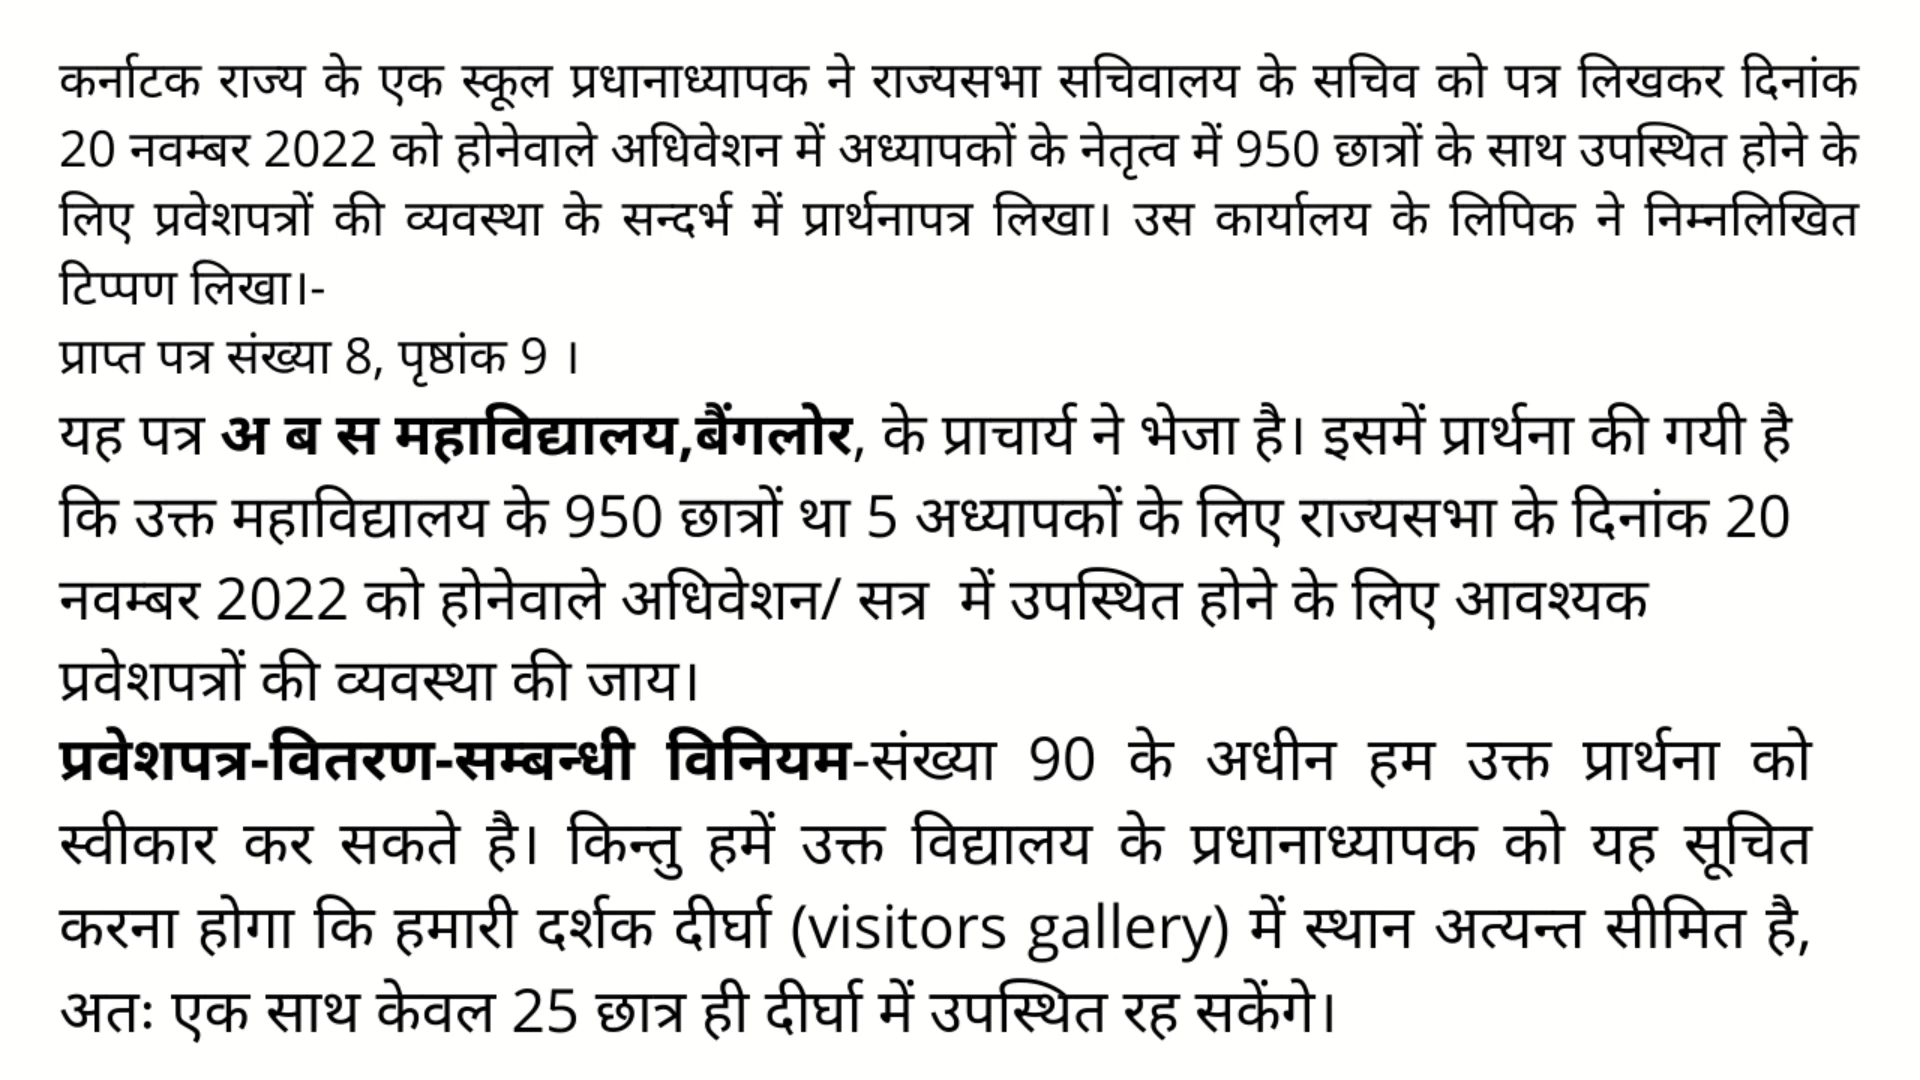 कर्नाटक राज्य के एक स्कूल प्रधानाध्यापक ने राज्यसभा सचिवालय के सचिव को पत्र लिखकर दिनांक
20 नवम्बर 2022 को होनेवाले अधिवेशन में अध्यापकों के नेतृत्व में 950 छात्रों के साथ उपस्थित होने के
लिए प्रवेशपत्रों की व्यवस्था के सन्दर्भ में प्रार्थनापत्र लिखा। उस कार्यालय के लिपिक ने निम्नलिखित
टिप्पण लिखा।-
प्राप्त पत्र संख्या 8, पृष्ठांक 9 ।
यह पत्र अ ब स महाविद्यालय,बैंगलोर, के प्राचार्य ने भेजा है। इसमें प्रार्थना की गयी है
कि उक्त महाविद्यालय के 950 छात्रों था 5 अध्यापकों के लिए राज्यसभा के दिनांक 20
नवम्बर 2022 को होनेवाले अधिवेशन/ सत्र में उपस्थित होने के लिए आवश्यक
प्रवेशपत्रों की व्यवस्था की जाय।
प्रवेशपत्र-वितरण-सम्बन्धी विनियम-संख्या 90 के अधीन हम उक्त प्रार्थना को
स्वीकार कर सकते है। किन्तु हमें उक्त विद्यालय के प्रधानाध्यापक को यह सूचित
करना होगा कि हमारी दर्शक दीर्घा (visitors gallery) में स्थान अत्यन्त सीमित है,
अतः एक साथ केवल 25 छात्र ही दीर्घा में उपस्थित रह सकेंगे।